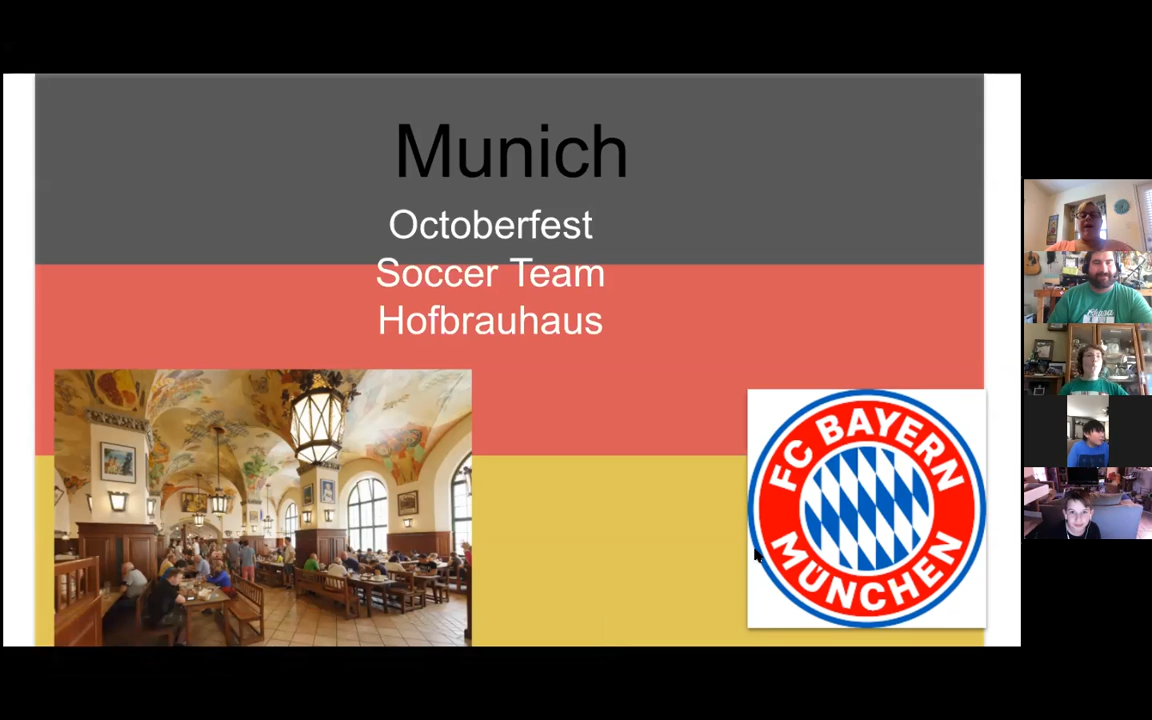 Munich
Octoberfest
Soccer Team
Hofbrauhaus
FC BAYERN
MÜNCHEN